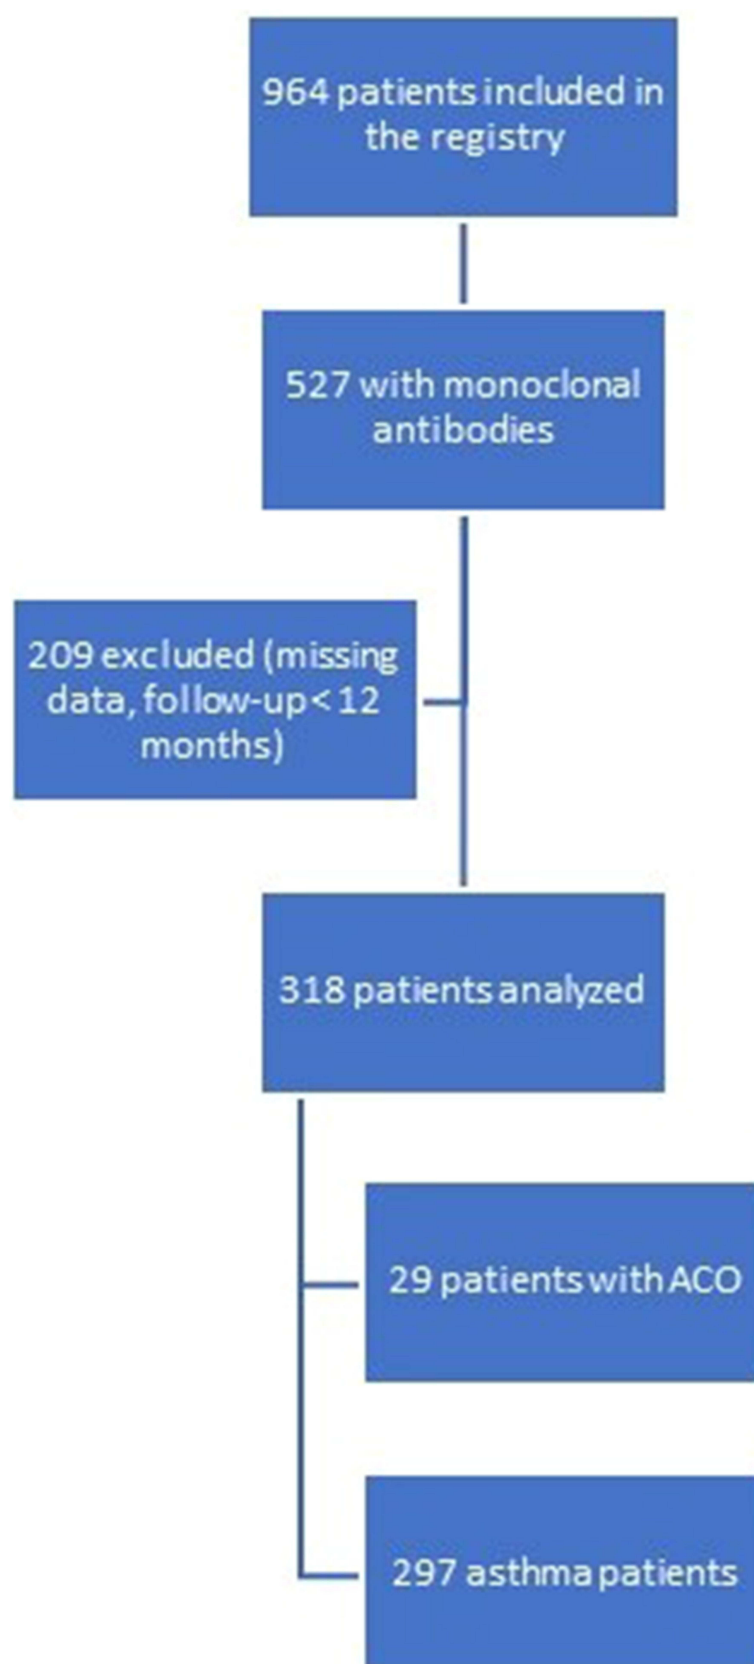 964 patients included in
the registry
527 with monoclonal
antibodies
209 excluded (missing
data, follow-up < 12
months)
318 patients analyzed
29 patients with ACO
297 asthma patients